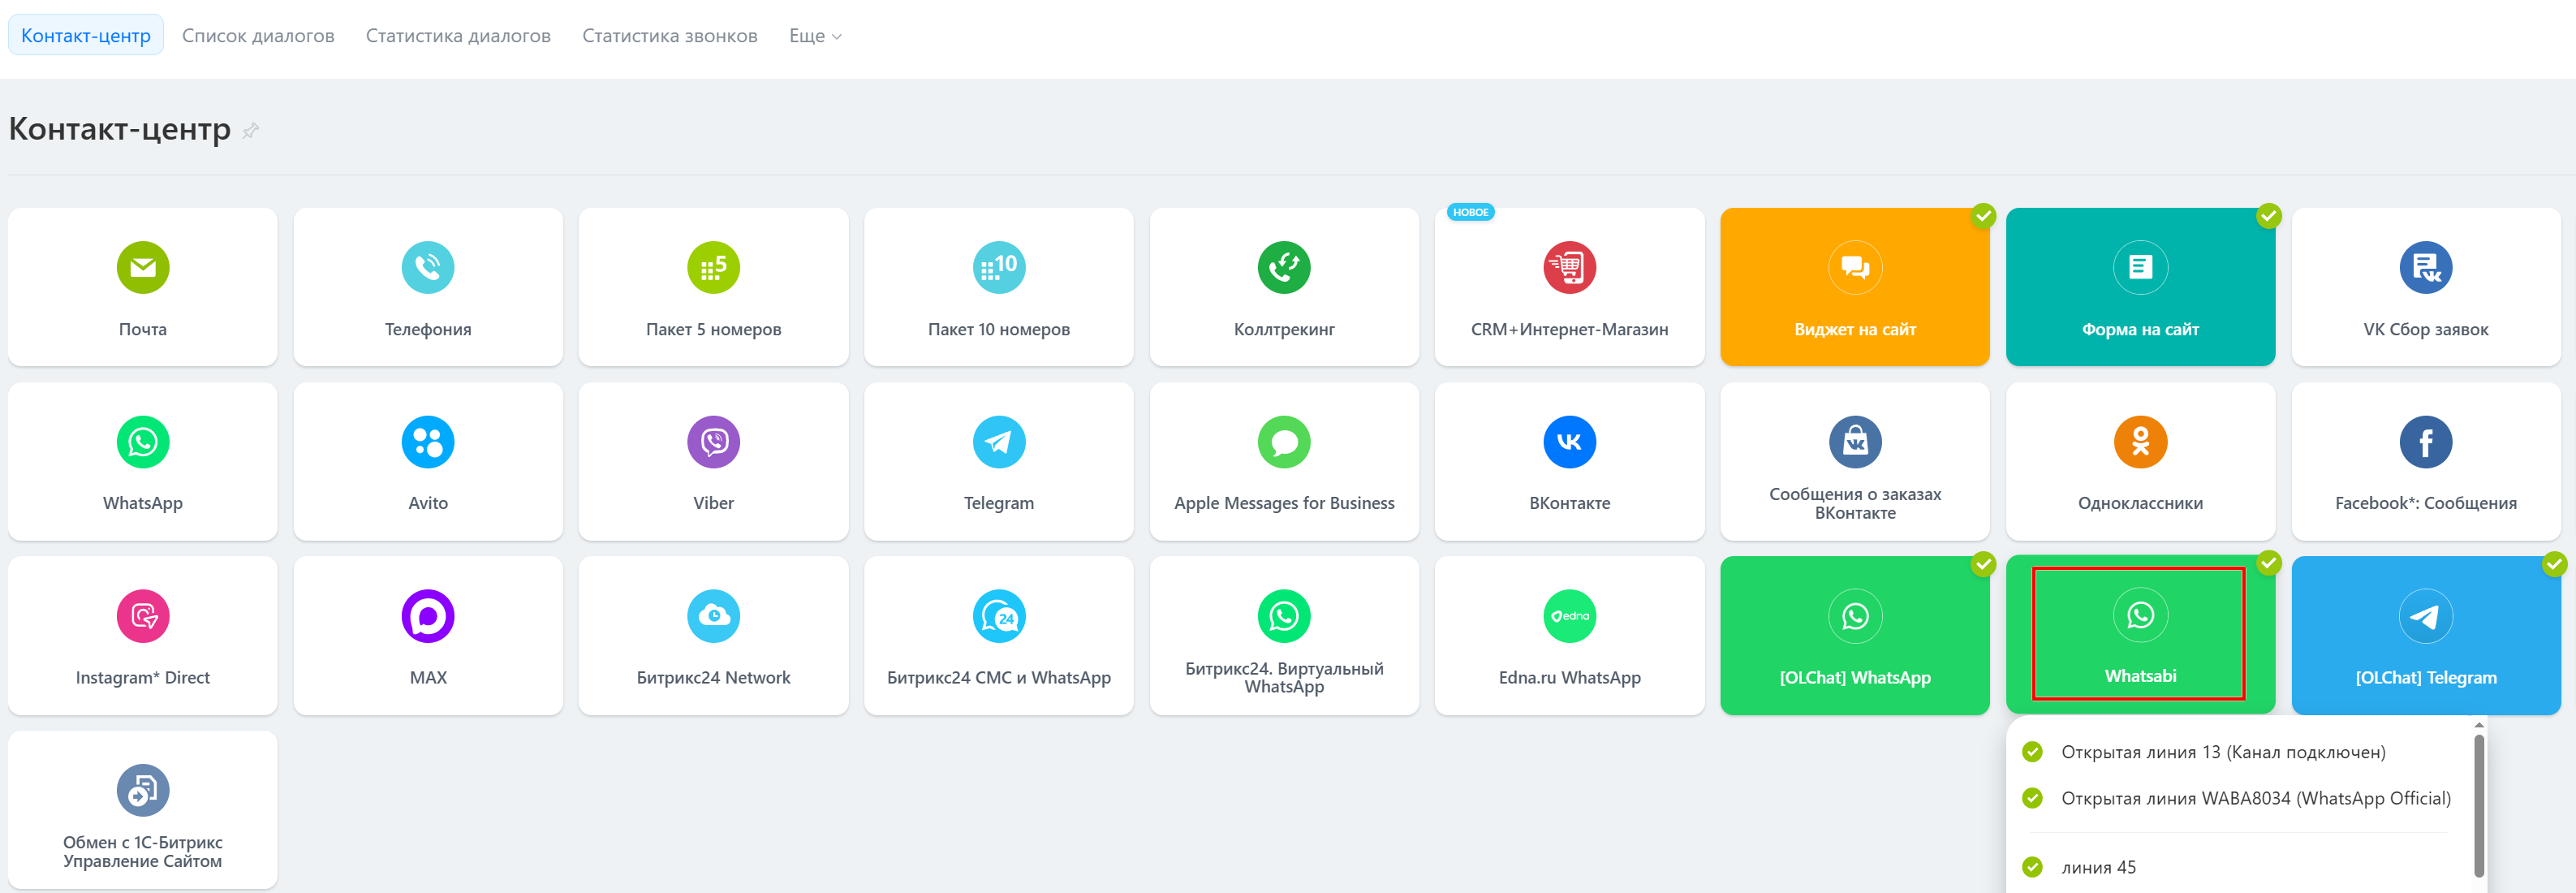 Контакт-центр
Список диалогов
Статистика диалогов
Статистика звонков
Еще
Контакт-центр
5
10
НОВОЕ
Почта
Телефония
Пакет 5 номеров
Пакет 10 номеров
Коллтрекинг
CRM+Интернет-Магазин
Виджет на сайт
Форма на сайт
VK Сбор заявок
WhatsApp
Avito
Viber
Telegram
Apple Messages for Business
ВКонтакте
Сообщения о заказах
ВКонтакте
Одноклассники
Facebook*: Сообщения
24
edna
Instagram* Direct
MAX
Битрикс24 Network
Битрикс24 СМС и WhatsApp
Битрикс24. Виртуальный
WhatsApp
Edna.ru WhatsApp
[OLChat] WhatsApp
Whatsabi
[OLChat] Telegram
Открытая линия 13 (Канал подключен)
Открытая линия WABA8034 (WhatsApp Official)
линия 45
Обмен с 1С-Битрикс
Управление Сайтом